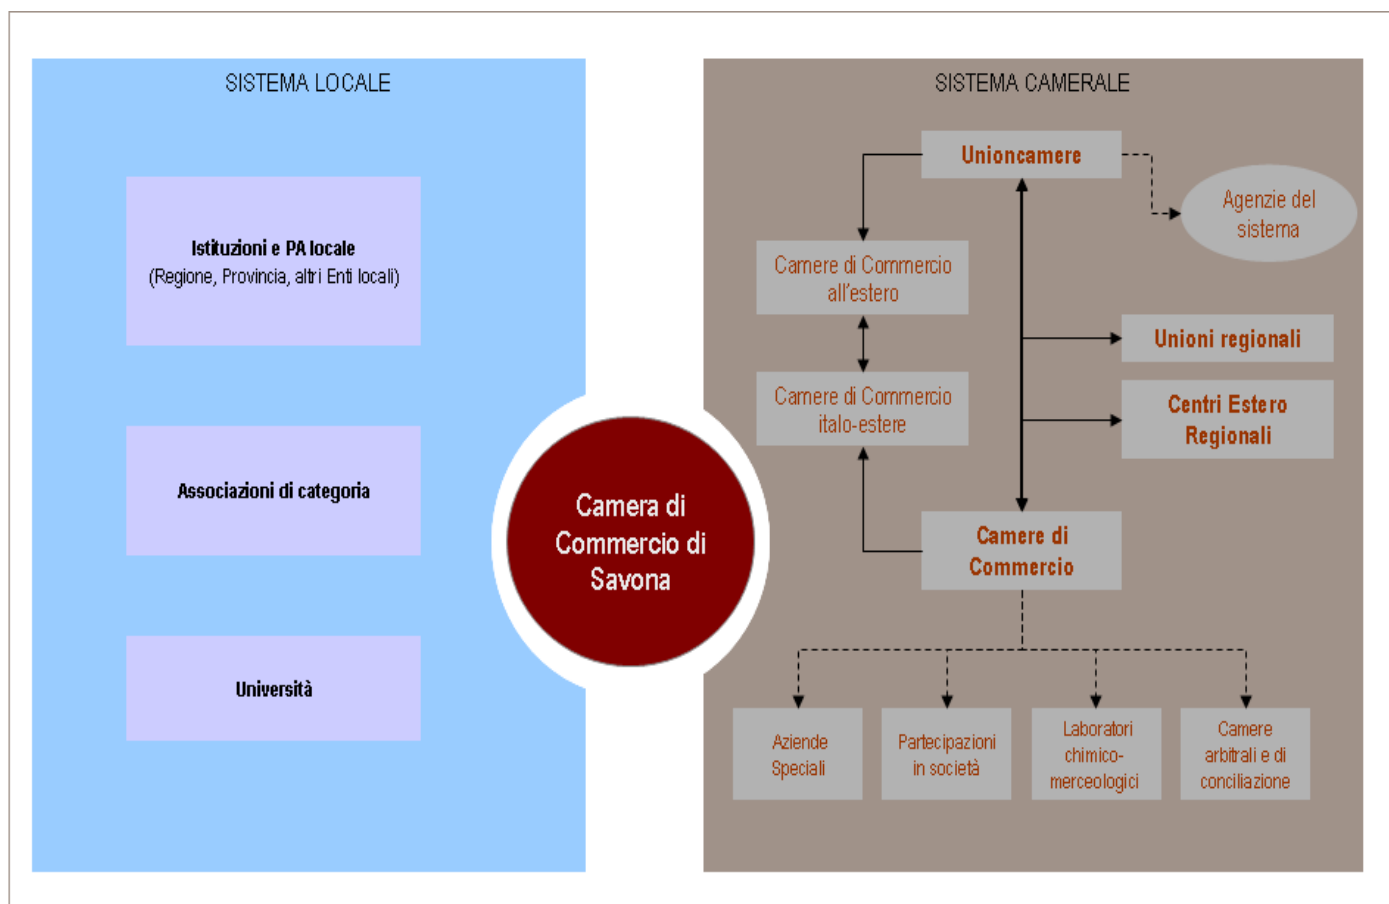 SISTEMA LOCALE
Istituzioni e PA locale
(Regione, Provincia, altri Enti locali)
Associazioni di categoria
Università
Camera di
Commercio di
Savona
SISTEMA CAMERALE
Unioncamere
Agenzie del
sistema
Camere di Commercio
all'estero
Unioni regionali
Camere di Commercio
italo-estere
Centri Estero
Regionali
Camere di
Commercio
Aziende
Speciali
Partecipazioni
in società
Laboratori
chimico-
merceologici
Camere
arbitrali e di
conciliazione